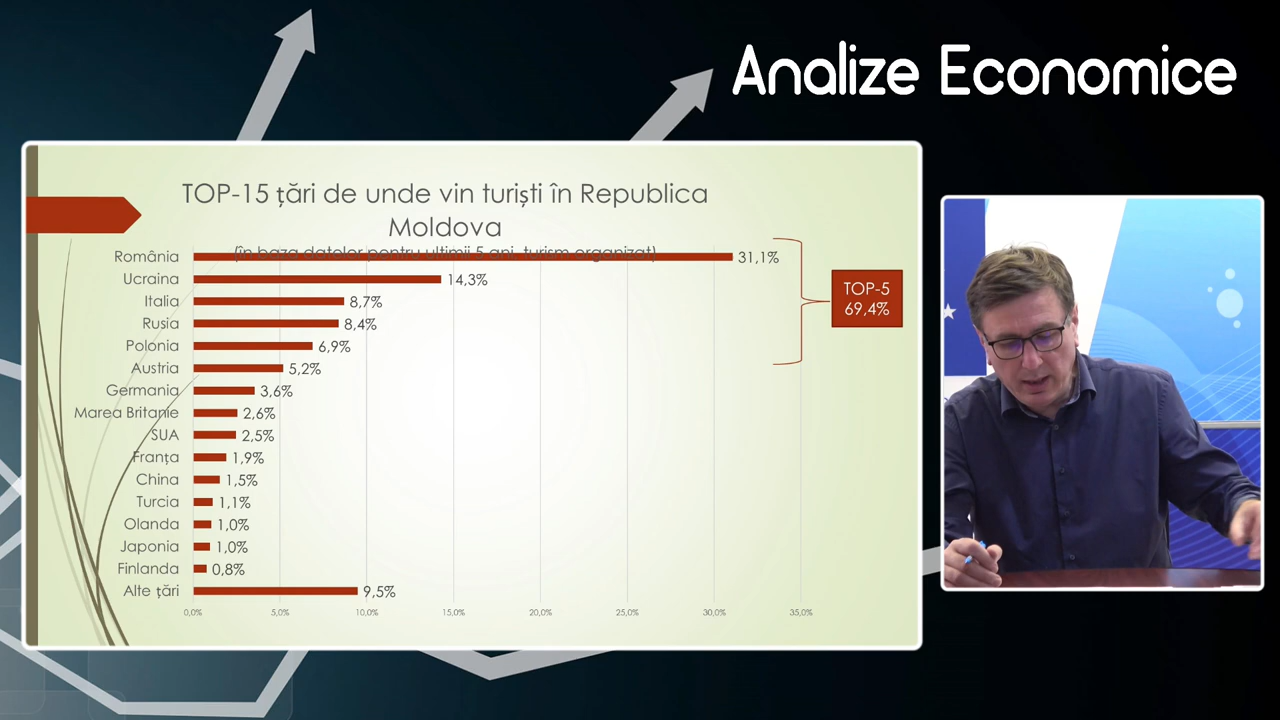 Analize Economice
TOP-15 țări de unde vin turiști în Republica
Moldova
(în baza datelor pentru ultimii 5 ani, turism organizat)
România 31,1%
Ucraina 14,3%
Italia 8,7%
Rusia 8,4%
Polonia 6,9%
Austria 5,2%
Germania 3,6%
Marea Britanie 2,6%
SUA 2,5%
Franța 1,9%
China 1,5%
Turcia 1,1%
Olanda 1,0%
Japonia 1,0%
Finlanda 0,8%
Alte țări 9,5%
0,0% 5,0% 10,0% 15,0% 20,0% 25,0% 30,0% 35,0%
TOP-5
69,4%